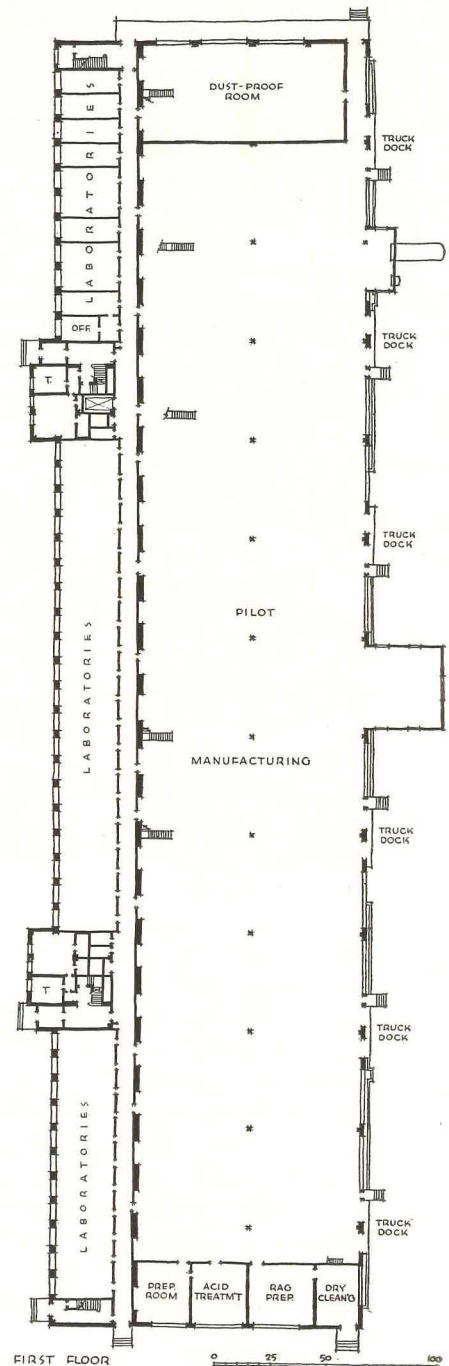 DUST-PROOF
ROOM
TRUCK
DOCK
LABORATORIES
OFF.
TRUCK
DOCK
T.
TRUCK
DOCK
PILOT
LABORATORIES
MANUFACTURING
TRUCK
DOCK
T.
TRUCK
DOCK
LABORATORIES
TRUCK
DOCK
PREP.
ROOM
ACID
TREATM'T
RAG
PREP.
DRY
CLEAN'G
FIRST FLOOR
0 25 50 100